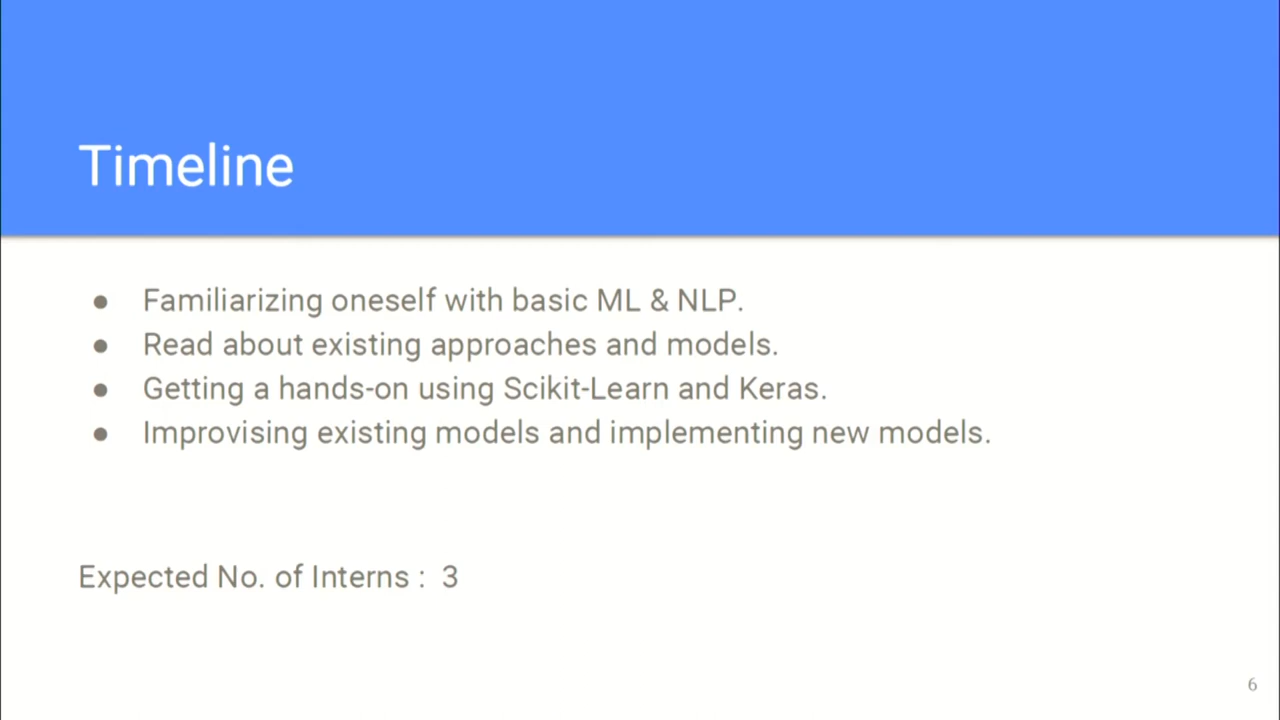 Timeline
● Familiarizing oneself with basic ML & NLP.
● Read about existing approaches and models.
● Getting a hands-on using Scikit-Learn and Keras.
● Improvising existing models and implementing new models.
Expected No. of Interns : 3
6